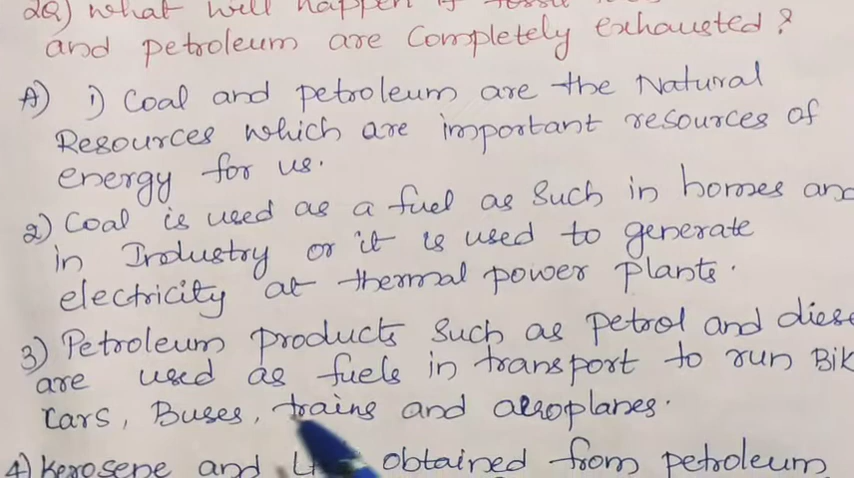 2Q) What will happen if
and petroleum are completely exhausted?
A) 1) Coal and petroleum are the Natural
Resources which are important resources of
energy for us.
2) Coal is used as a fuel as such in homes and
in Industry or it is used to generate
electricity at thermal power plants.
3) Petroleum products such as petrol and diese
are used as fuels in transport to run Bik
Cars, Buses, trains and aeroplanes.
4) Kerosene and obtained from petroleum